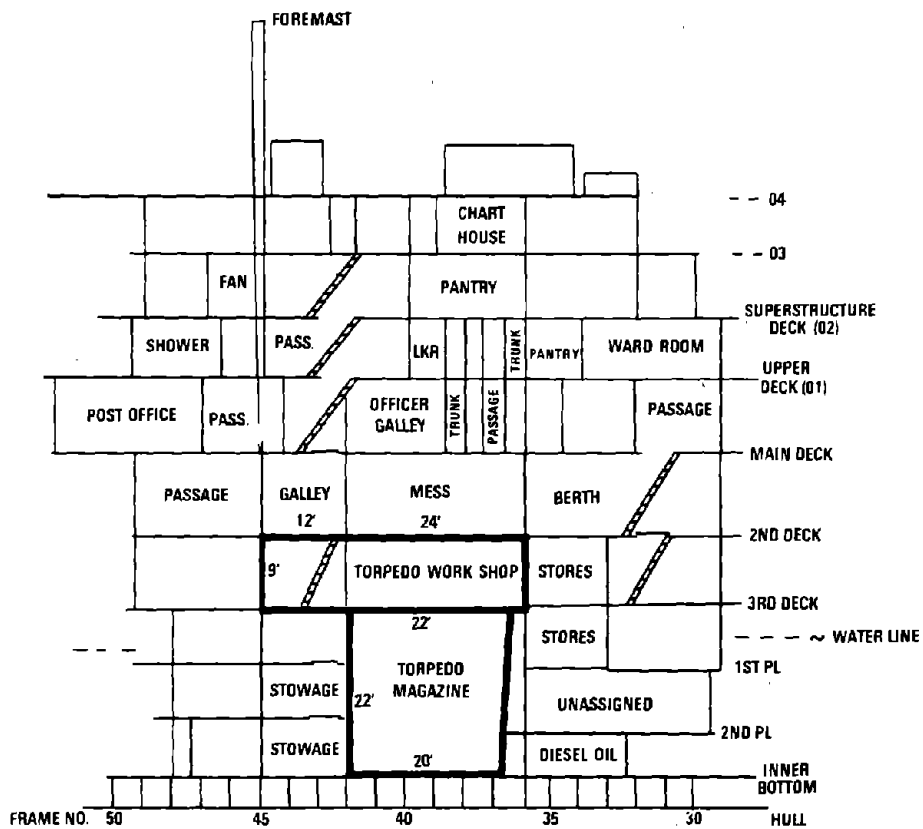 FOREMAST
04
CHART
HOUSE
03
FAN
PANTRY
SUPERSTRUCTURE
DECK (02)
SHOWER
PASS.
LKR
TRUNK
PANTRY
WARD ROOM
UPPER
DECK (01)
POST OFFICE
PASS.
OFFICER
GALLEY
TRUNK
PASSAGE
PASSAGE
MAIN DECK
PASSAGE
GALLEY
MESS
BERTH
12'
24'
2ND DECK
9'
TORPEDO WORK SHOP
STORES
3RD DECK
22'
STORES
~ WATER LINE
1ST PL
TORPEDO
MAGAZINE
STOWAGE
22'
UNASSIGNED
2ND PL
STOWAGE
20'
DIESEL OIL
INNER
BOTTOM
FRAME NO. 50 45 40 35 30 HULL